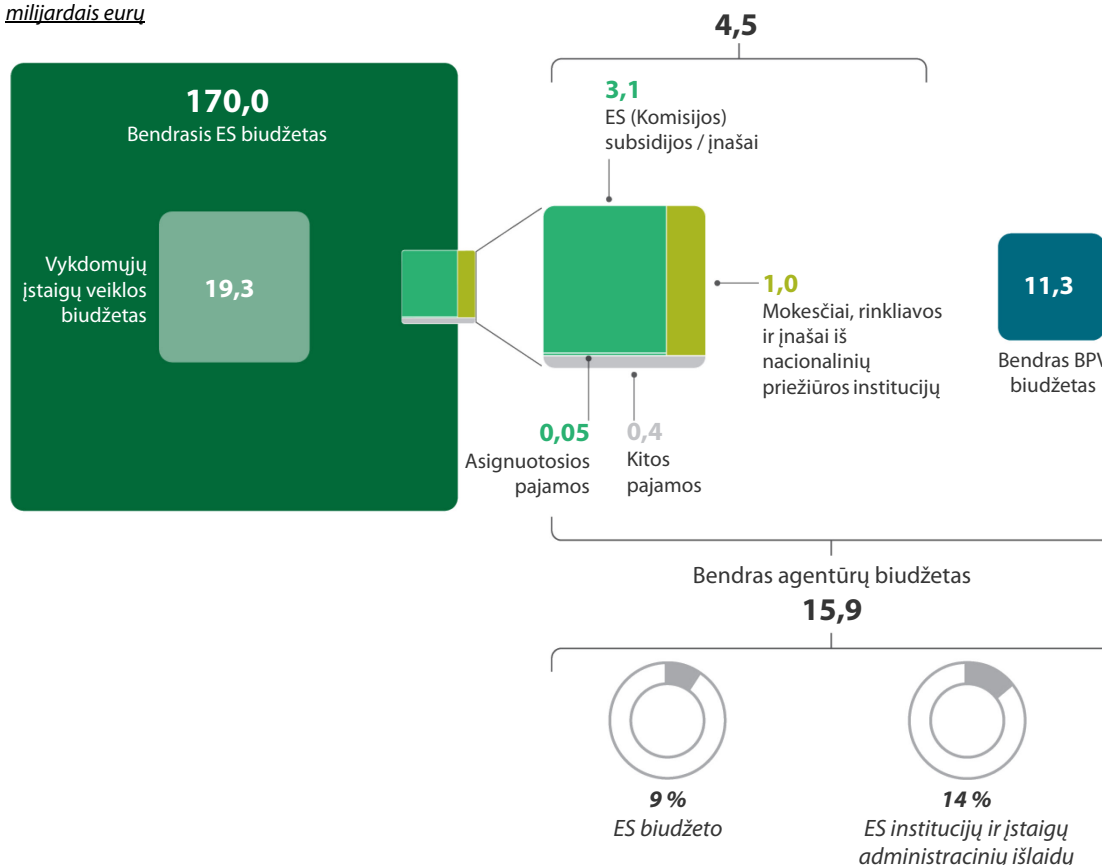 milijardais eurų
4,5
170,0
Bendrasis ES biudžetas
3,1
ES (Komisijos)
subsidijos / įnašai
Vykdomųjų
įstaigų veiklos
biudžetas
19,3
1,0
Mokesčiai, rinkliavos
ir įnašai iš
nacionalinių
priežiūros institucijų
11,3
Bendras BPV
biudžetas
0,05
Asignuotosios
pajamos
0,4
Kitos
pajamos
Bendras agentūrų biudžetas
15,9
9 %
ES biudžeto
14 %
ES institucijų ir įstaigų
administracinių išlaidų